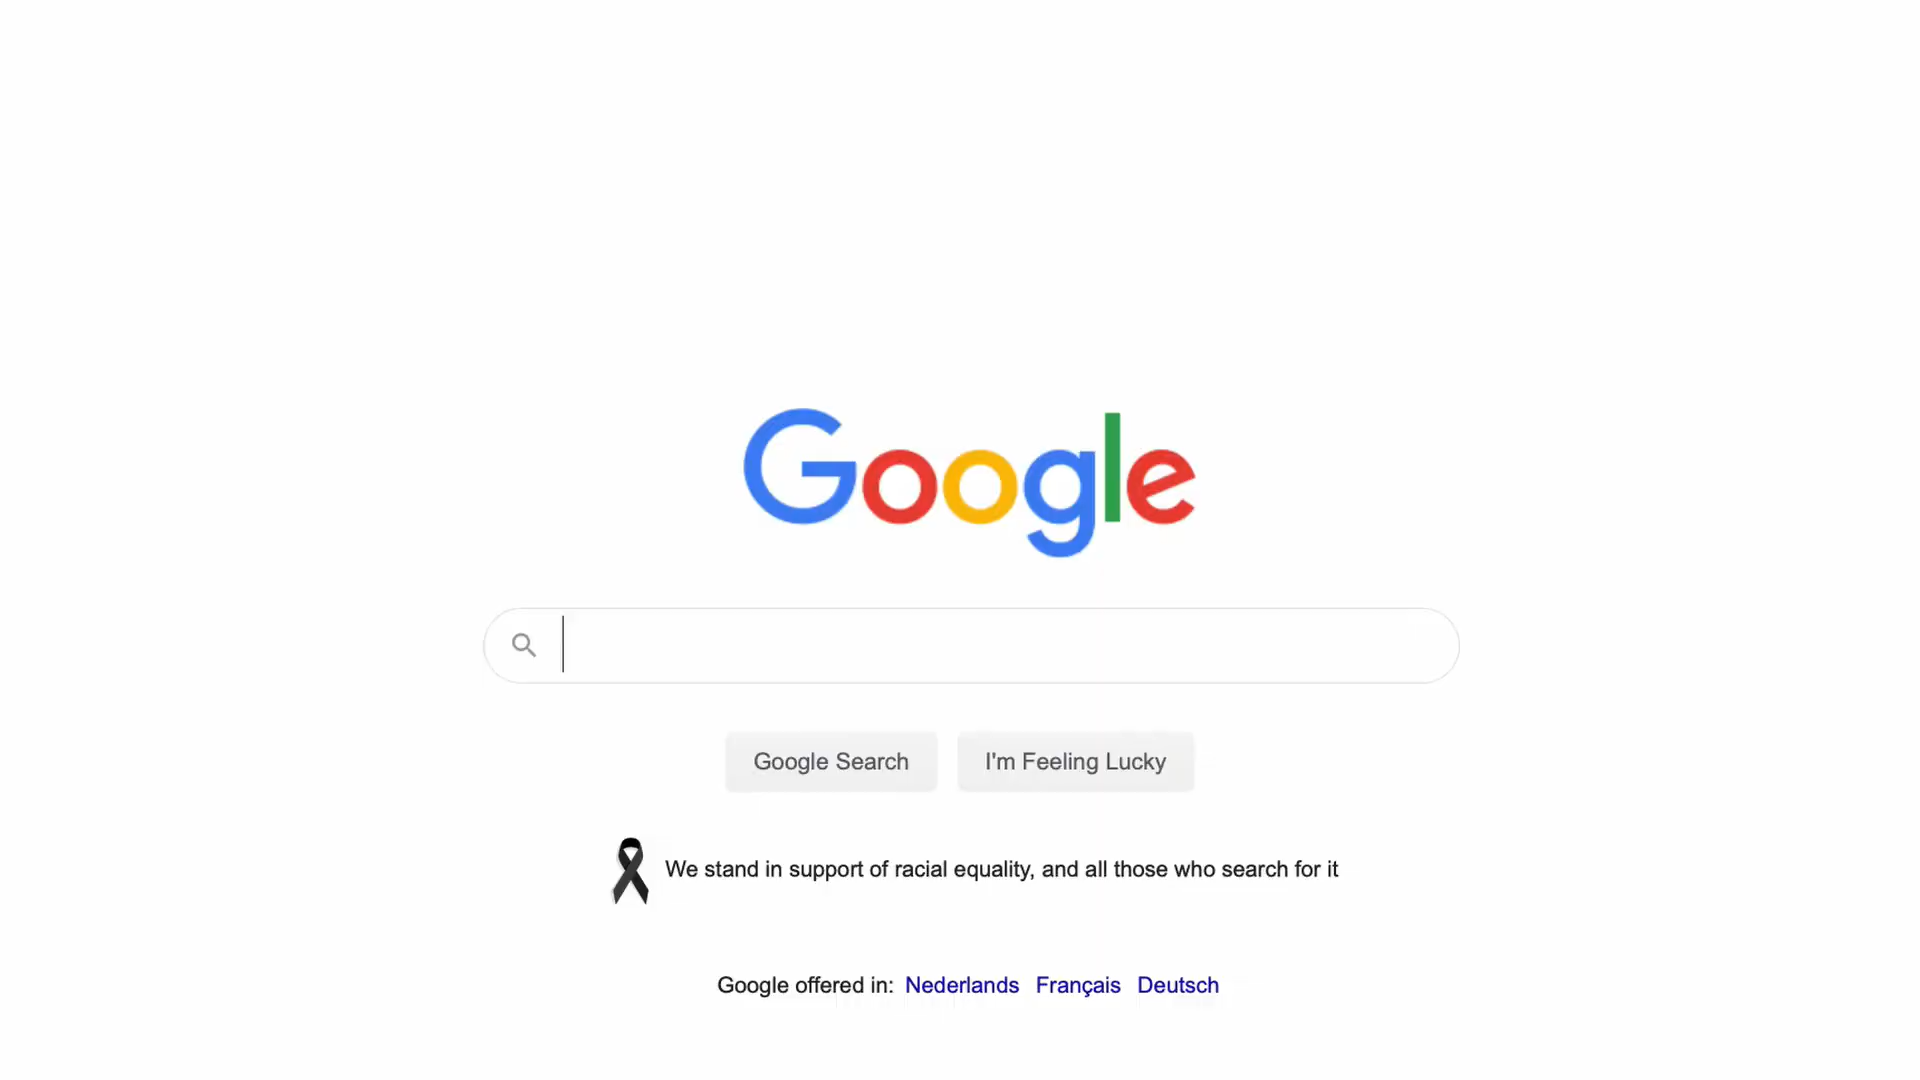 Google
Google Search
I'm Feeling Lucky
We stand in support of racial equality, and all those who search for it
Google offered in: Nederlands Français Deutsch